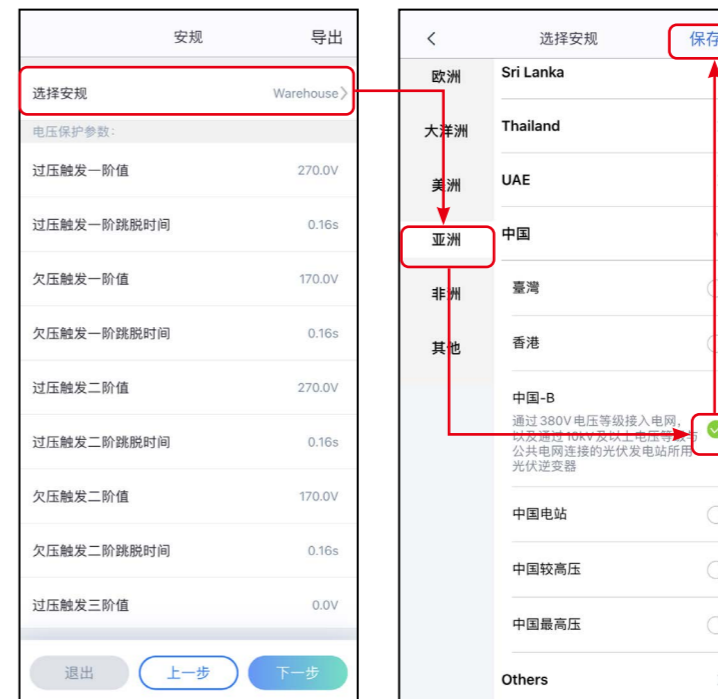 安规 导出
选择安规 Warehouse
电压保护参数:
过压触发一阶值 270.0V
过压触发一阶跳脱时间 0.16s
欠压触发一阶值 170.0V
欠压触发一阶跳脱时间 0.16s
过压触发二阶值 270.0V
过压触发二阶跳脱时间 0.16s
欠压触发二阶值 170.0V
欠压触发二阶跳脱时间 0.16s
过压触发三阶值 0.0V
退出 上一步 下一步
选择安规 保存
欧洲
大洋洲
美洲
亚洲
非洲
其他
Sri Lanka
Thailand
UAE
中国
臺灣
香港
中国-B
通过380V电压等级接入电网,
以及通过10kV及以上电压等级与
公共电网连接的光伏发电站所用
光伏逆变器
中国电站
中国较高压
中国最高压
Others